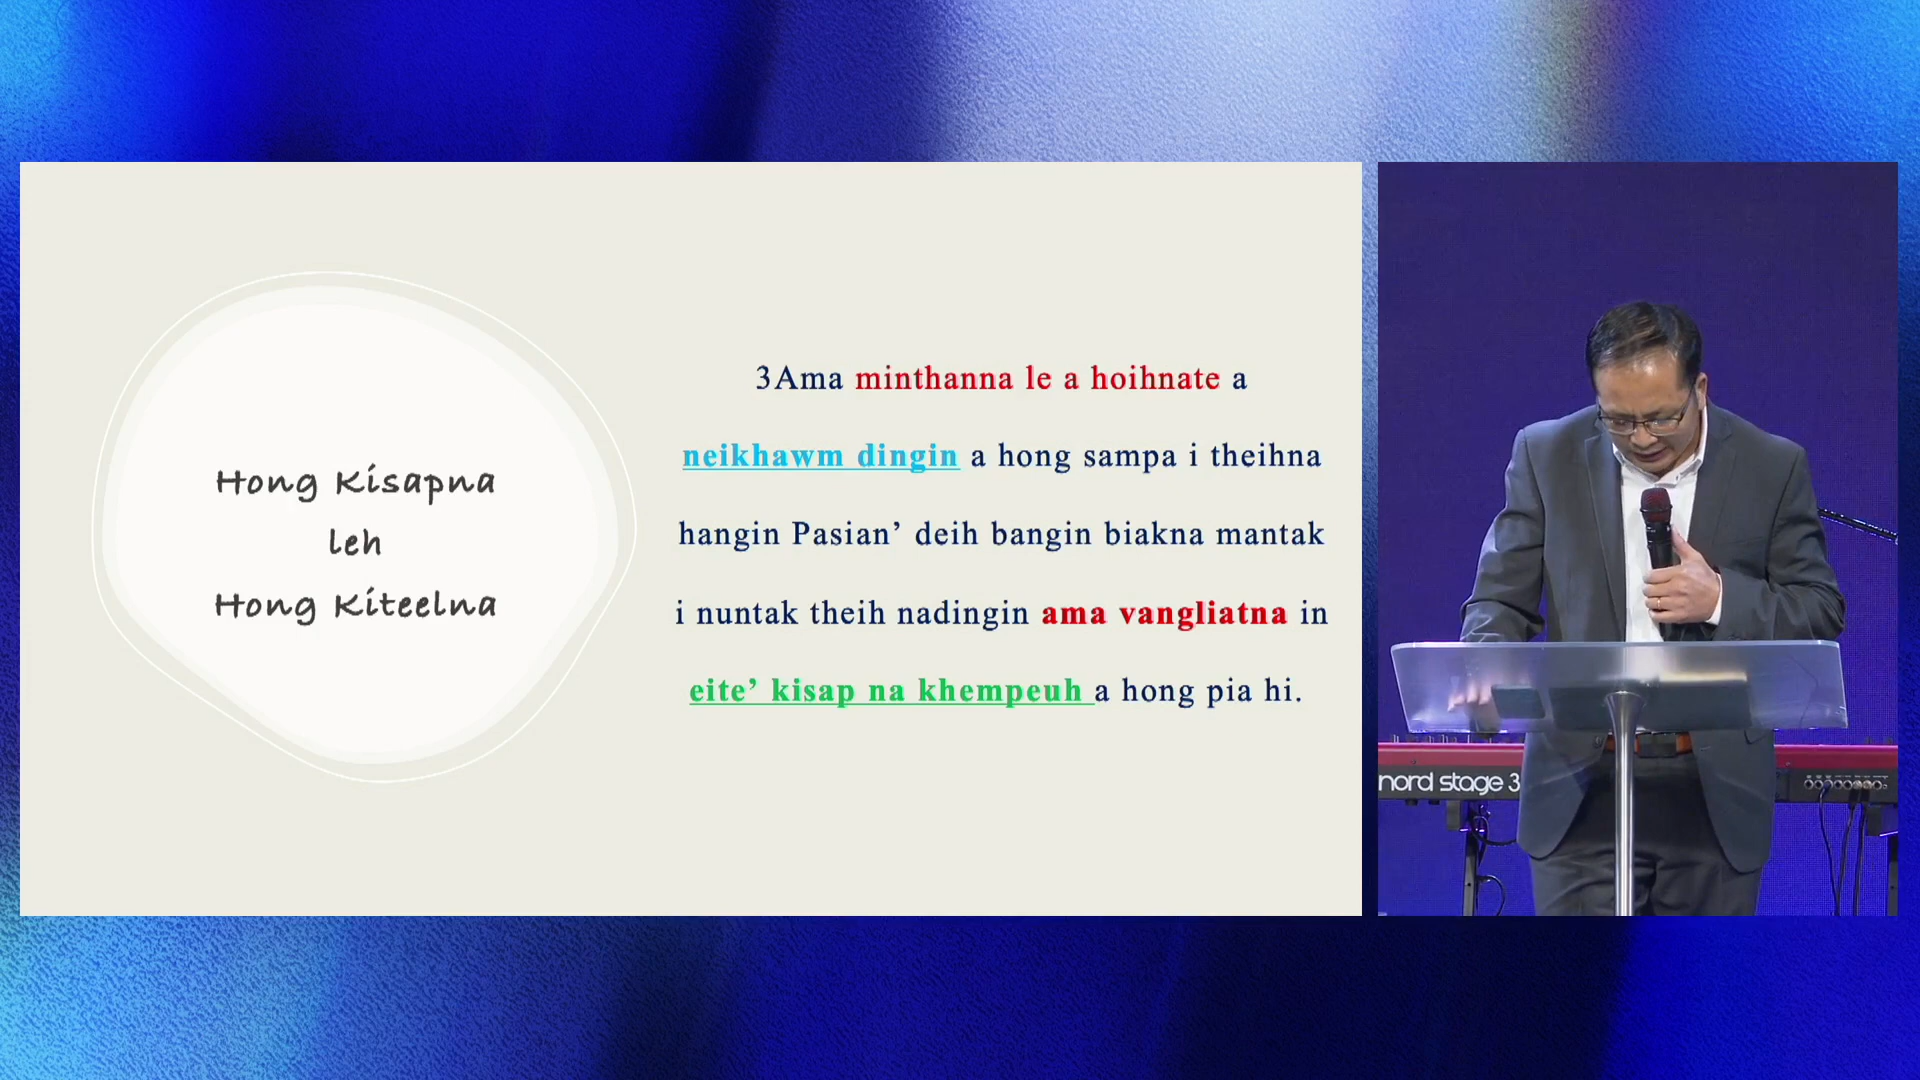 Hong Kisapna
leh
Hong Kiteelna
3Ama minthanna le a hoihnate a
neikhawm dingin a hong sampa i theihna
hangin Pasian’ deih bangin biakna mantak
i nuntak theih nadingin ama vangliatna in
eite’ kisap na khempeuh a hong pia hi.
nord stage 3